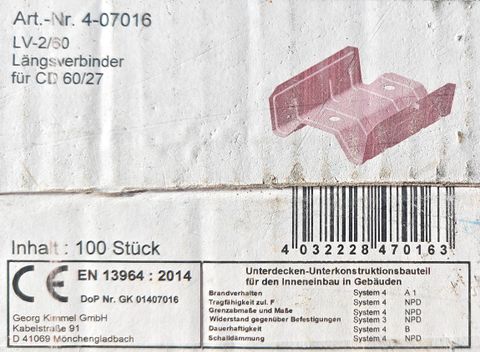 Art.-Nr. 4-07016
LV-2/60
Längsverbinder
für CD 60/27
Inhalt : 100 Stück
4 032228 470163
CE EN 13964 : 2014
DoP Nr. GK 01407016
Georg Kimmel GmbH
Kabelstraße 91
D 41069 Mönchengladbach
Unterdecken-Unterkonstruktionsbauteil
für den Inneneinbau in Gebäuden
Brandverhalten System 4 A 1
Tragfähigkeit zul. F System 4 NPD
Grenzabmaße und Maße System 4 NPD
Widerstand gegenüber Befestigungen System 3 NPD
Dauerhaftigkeit System 4 B
Schalldämmung System 4 NPD